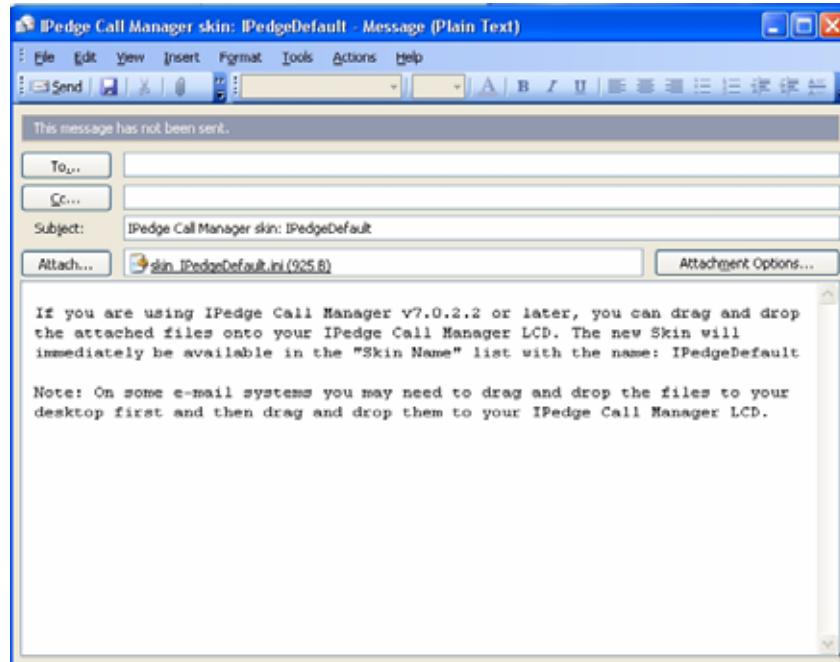 IPedge Call Manager skin: IPedgeDefault - Message (Plain Text)
File Edit View Insert Format Tools Actions Help
Send A B I U
This message has not been sent.
To...
Cc...
Subject: IPedge Call Manager skin: IPedgeDefault
Attach... skin_IPedgeDefault.ini (925 B) Attachment Options...
If you are using IPedge Call Manager v7.0.2.2 or later, you can drag and drop
the attached files onto your IPedge Call Manager LCD. The new Skin will
immediately be available in the "Skin Name" list with the name: IPedgeDefault
Note: On some e-mail systems you may need to drag and drop the files to your
desktop first and then drag and drop them to your IPedge Call Manager LCD.